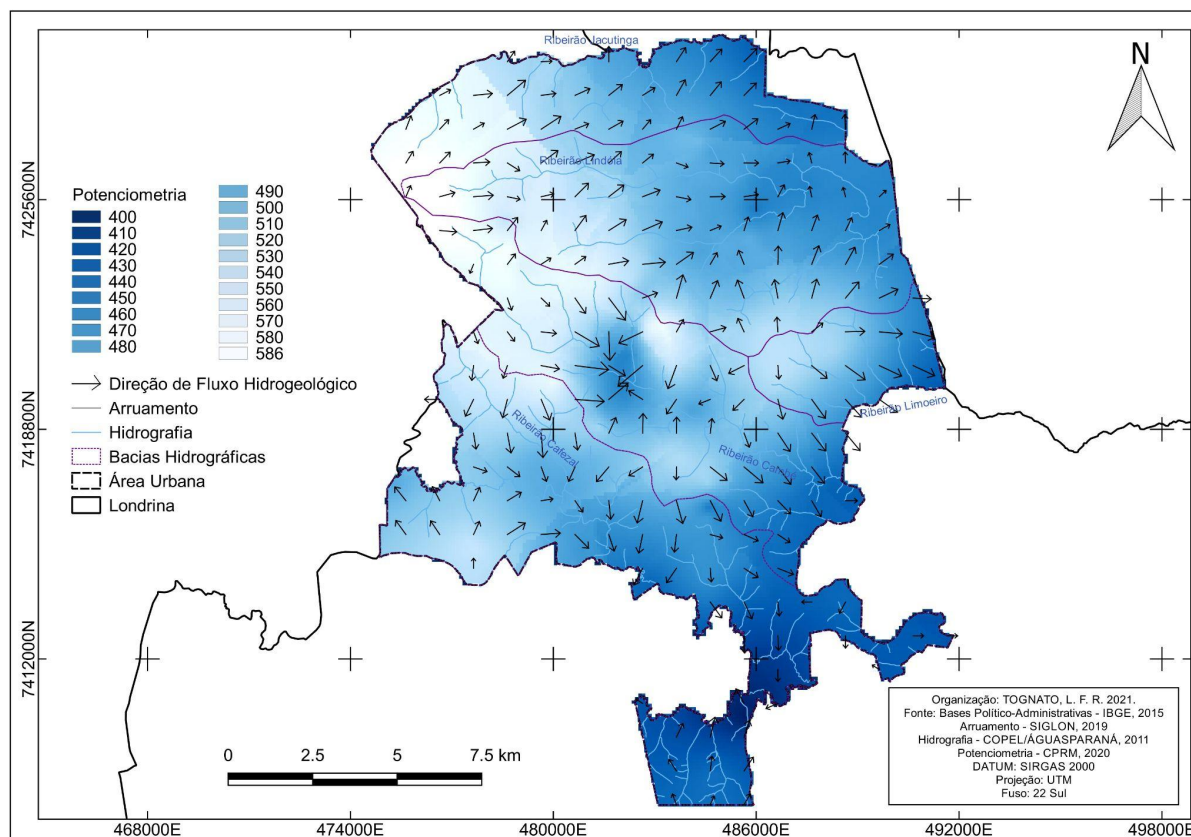 Ribeirão Jacutinga
N
Ribeirão Lindóia
7425600N
Potenciometria
400
410
420
430
440
450
460
470
480
490
500
510
520
530
540
550
560
570
580
586
Direção de Fluxo Hidrogeológico
Arruamento
Hidrografia
Bacias Hidrográficas
Área Urbana
Londrina
7418800N
Ribeirão Limoeiro
Ribeirão Cafezal
Ribeirão
7412000N
0 2.5 5 7.5 km
Organização: TOGNATO, L. F. R. 2021.
Fonte: Bases Político-Administrativas - IBGE, 2015
Arruamento - SIGLON, 2019
Hidrografia - COPEL/ÁGUASPARANÁ, 2011
Potenciometria - CPRM, 2020
DATUM: SIRGAS 2000
Projeção: UTM
Fuso: 22 Sul
468000E 474000E 480000E 486000E 492000E 498000E